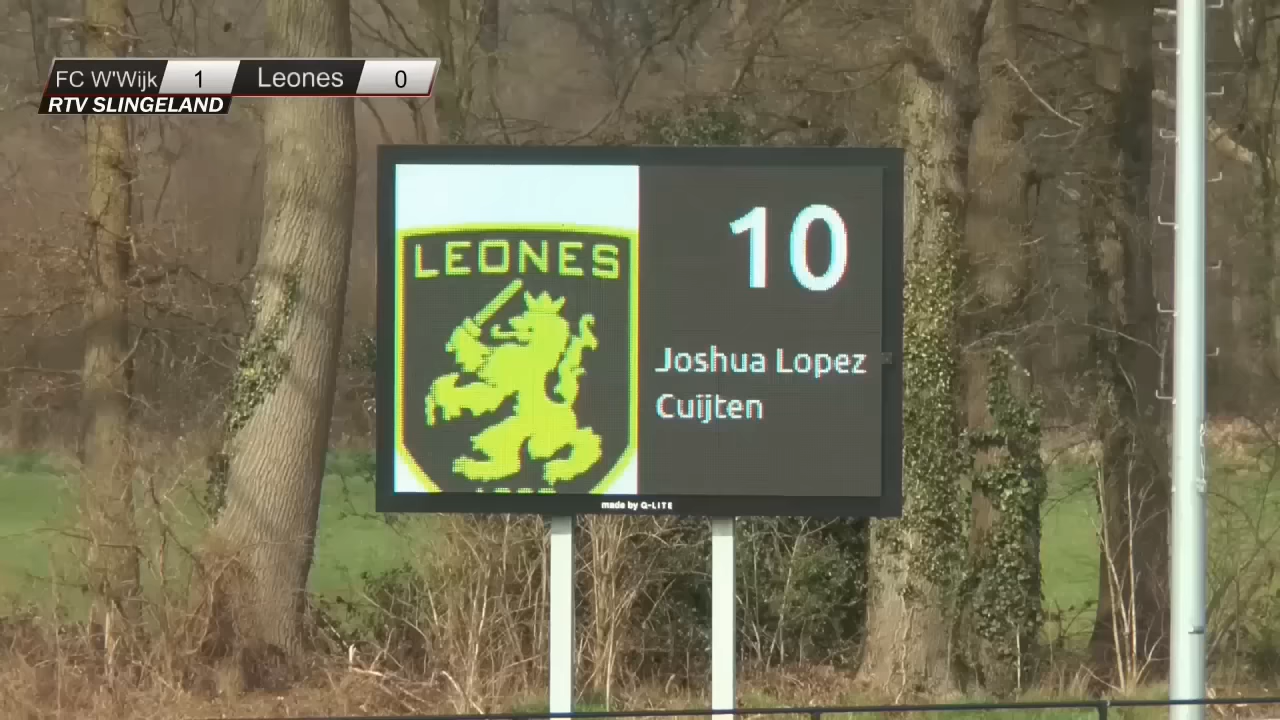 FC W'Wijk 1 Leones 0
RTV SLINGELAND
LEONES
10
Joshua Lopez
Cuijten
made by Q-LITE